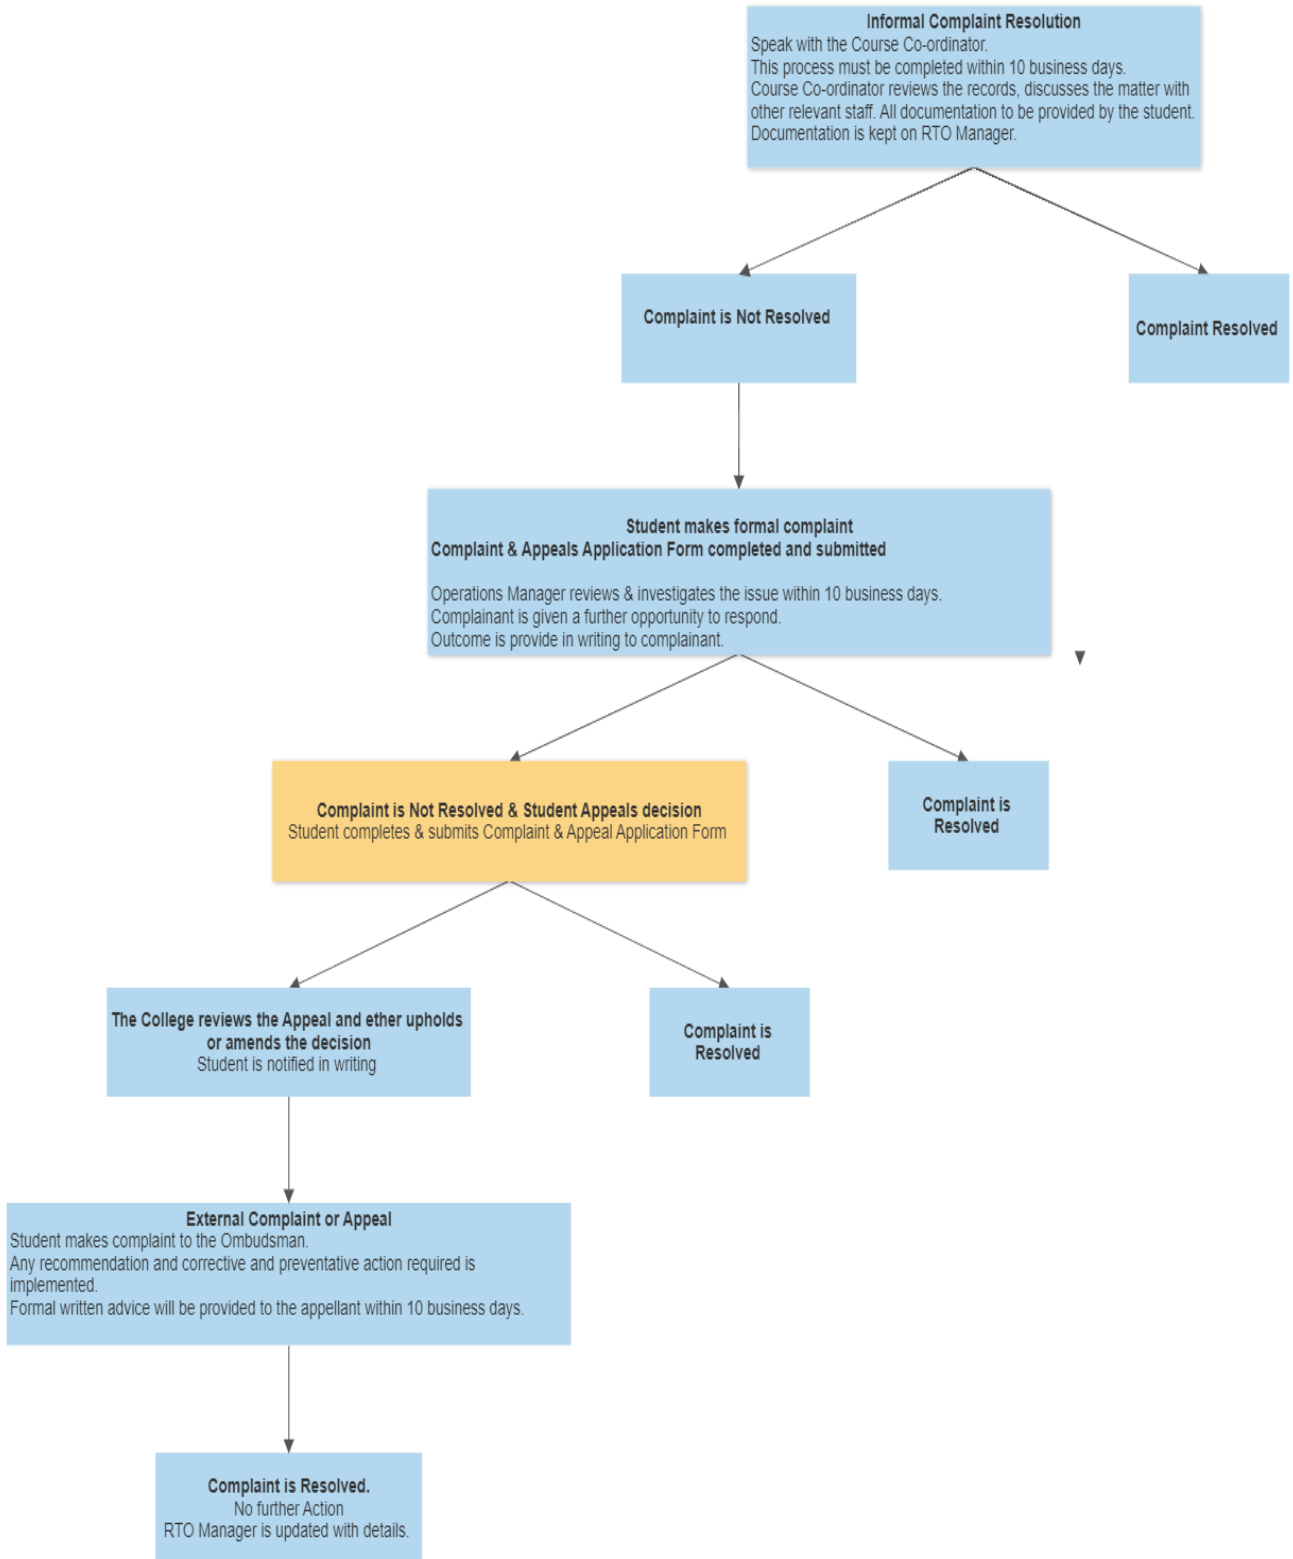 Informal Complaint Resolution
Speak with the Course Co-ordinator.
This process must be completed within 10 business days.
Course Co-ordinator reviews the records, discusses the matter with
other relevant staff. All documentation to be provided by the student.
Documentation is kept on RTO Manager.
Complaint is Not Resolved
Complaint Resolved
Student makes formal complaint
Complaint & Appeals Application Form completed and submitted
Operations Manager reviews & investigates the issue within 10 business days.
Complainant is given a further opportunity to respond.
Outcome is provide in writing to complainant.
Complaint is Not Resolved & Student Appeals decision
Student completes & submits Complaint & Appeal Application Form
Complaint is
Resolved
The College reviews the Appeal and ether upholds
or amends the decision
Student is notified in writing
Complaint is
Resolved
External Complaint or Appeal
Student makes complaint to the Ombudsman.
Any recommendation and corrective and preventative action required is
implemented.
Formal written advice will be provided to the appellant within 10 business days.
Complaint is Resolved.
No further Action
RTO Manager is updated with details.